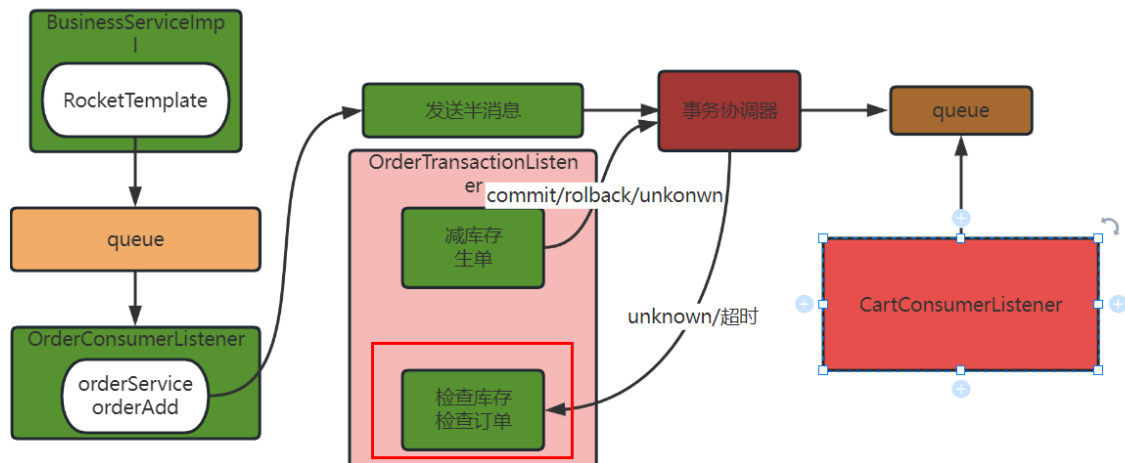 BusinessServiceImp
l
RocketTemplate
queue
OrderConsumerListener
orderService
orderAdd
发送半消息
OrderTransactionListen
er
commit/rolback/unkonwn
减库存
生单
检查库存
检查订单
事务协调器
unknown/超时
queue
CartConsumerListener